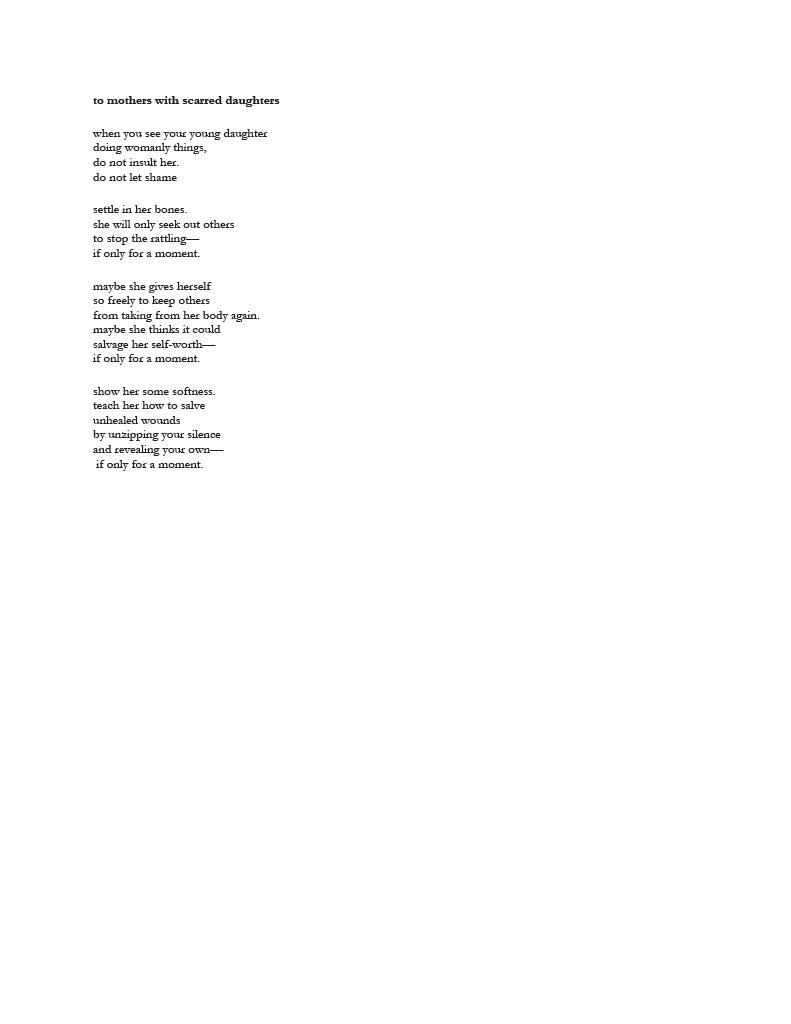 to mothers with scarred daughters
when you see your young daughter
doing womanly things,
do not insult her.
do not let shame
settle in her bones.
she will only seek out others
to stop the rattling—
if only for a moment.
maybe she gives herself
so freely to keep others
from taking from her body again.
maybe she thinks it could
salvage her self-worth—
if only for a moment.
show her some softness.
teach her how to salve
unhealed wounds
by unzipping your silence
and revealing your own—
if only for a moment.